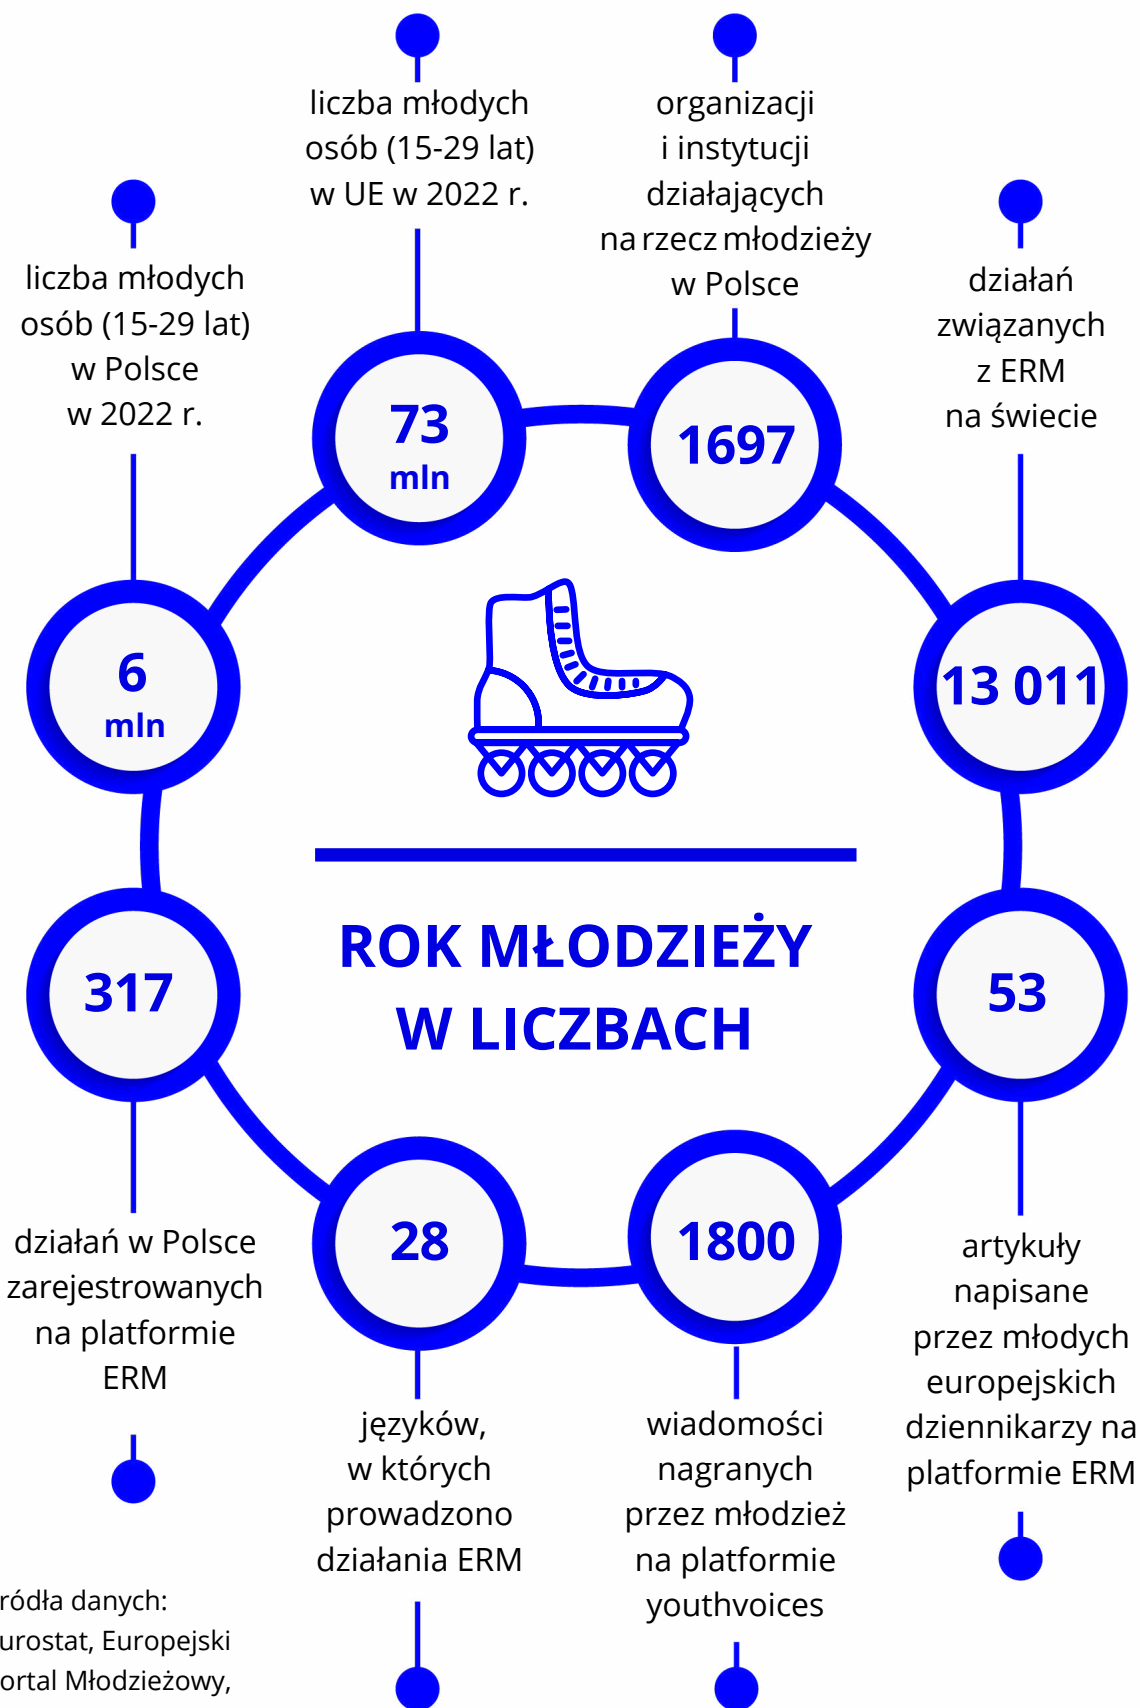 liczba młodych
osób (15-29 lat)
w UE w 2022 r.
organizacji
i instytucji
działających
na rzecz młodzieży
w Polsce
liczba młodych
osób (15-29 lat)
w Polsce
w 2022 r.
działań
związanych
z ERM
na świecie
73
mln
1697
6
mln
13 011
ROK MŁODZIEŻY
W LICZBACH
317
53
28
1800
działań w Polsce
zarejestrowanych
na platformie
ERM
języków,
w których
prowadzono
działania ERM
wiadomości
nagranych
przez młodzież
na platformie
youthvoices
artykuły
napisane
przez młodych
europejskich
dziennikarzy na
platformie ERM
ródła danych:
urostat, Europejski
ortal Młodzieżowy,